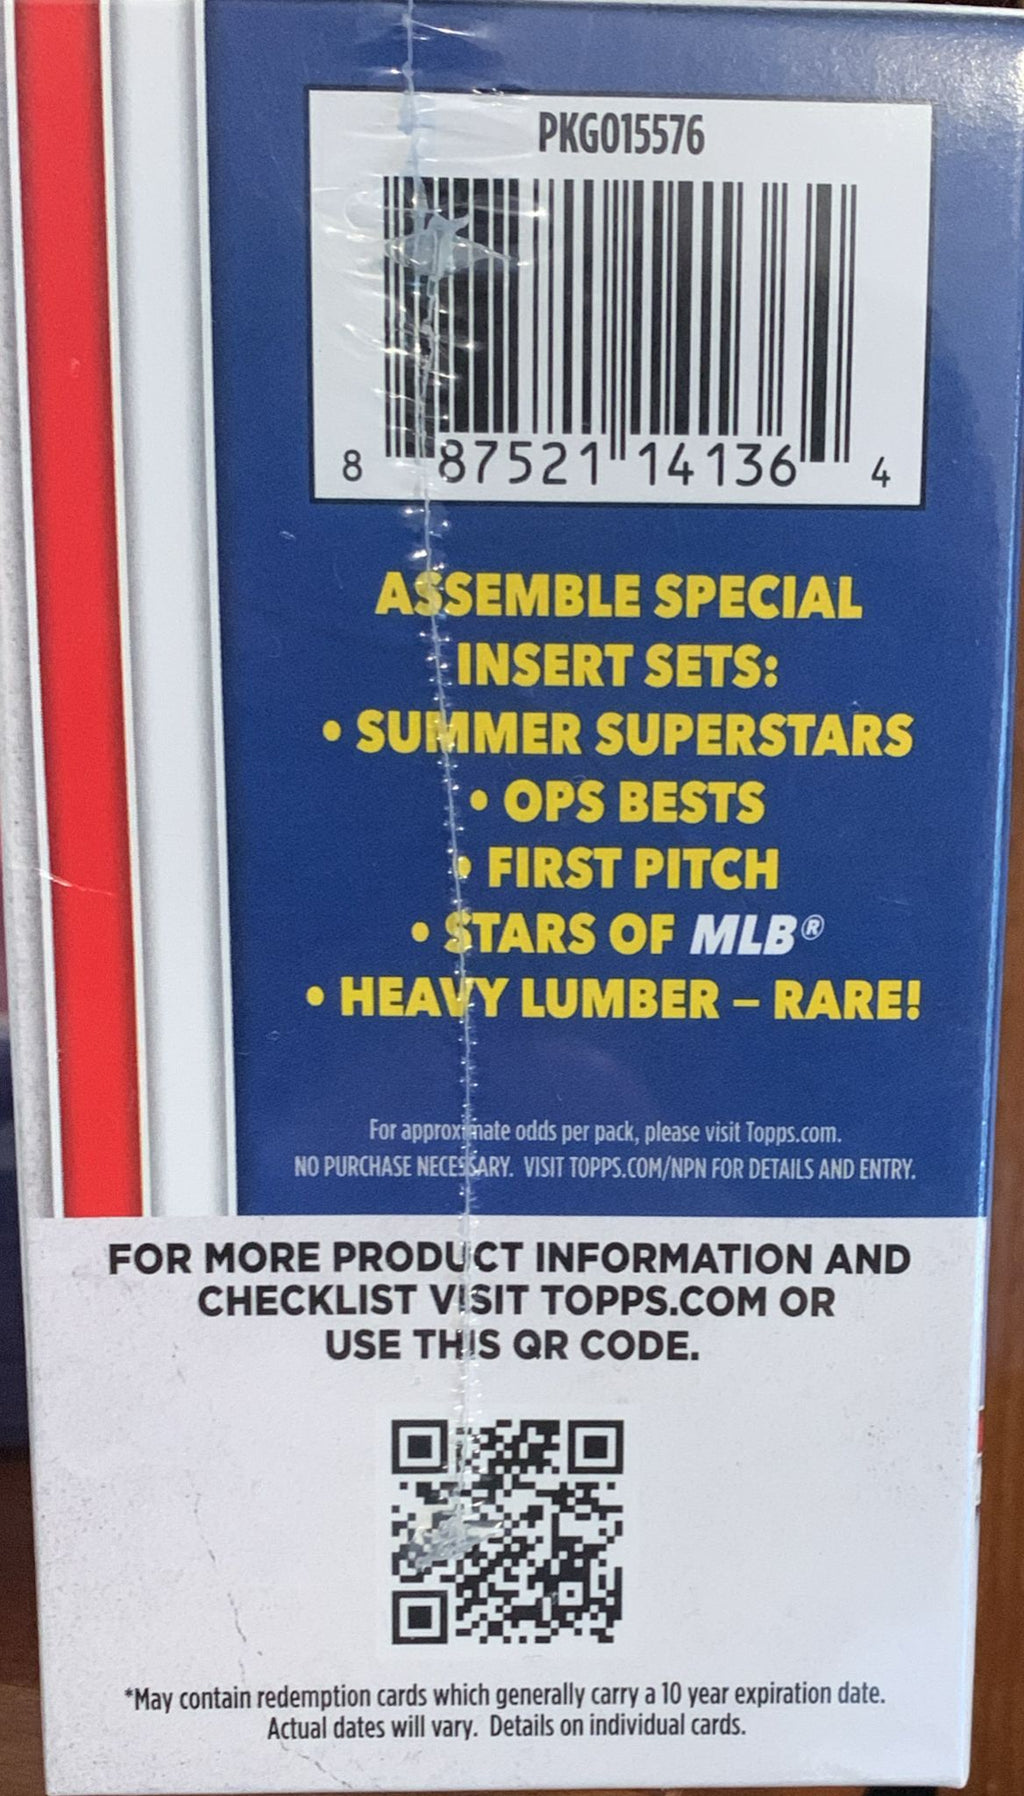 PKG015576
8 87521 14136 4
ASSEMBLE SPECIAL
INSERT SETS:
• SUMMER SUPERSTARS
• OPS BESTS
• FIRST PITCH
• STARS OF MLB®
• HEAVY LUMBER – RARE!
For approximate odds per pack, please visit Topps.com.
NO PURCHASE NECESSARY. VISIT TOPPS.COM/NPN FOR DETAILS AND ENTRY.
FOR MORE PRODUCT INFORMATION AND
CHECKLIST VISIT TOPPS.COM OR
USE THIS QR CODE.
*May contain redemption cards which generally carry a 10 year expiration date.
Actual dates will vary. Details on individual cards.